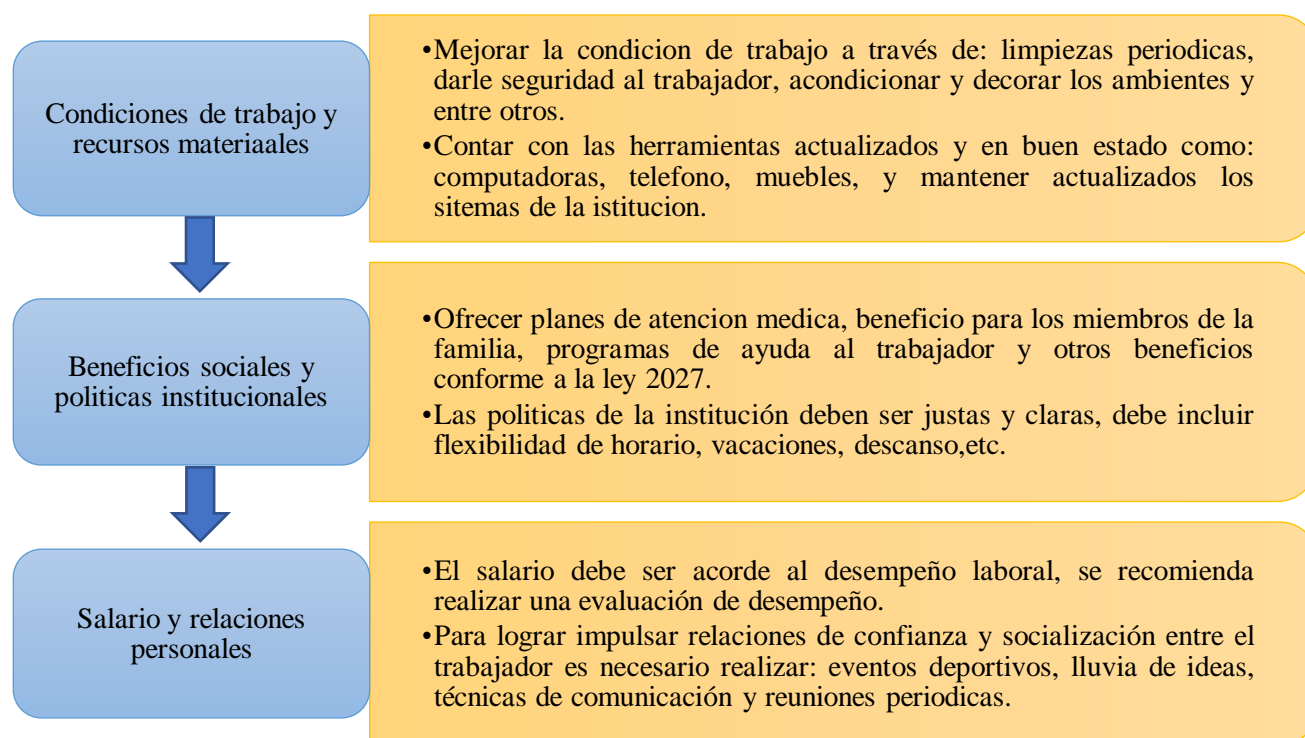 Condiciones de trabajo y
recursos materiaales
•Mejorar la condicion de trabajo a través de: limpiezas periodicas,
darle seguridad al trabajador, acondicionar y decorar los ambientes y
entre otros.
•Contar con las herramientas actualizados y en buen estado como:
computadoras, telefono, muebles, y mantener actualizados los
sitemas de la istitucion.
Beneficios sociales y
politicas institucionales
•Ofrecer planes de atencion medica, beneficio para los miembros de la
familia, programas de ayuda al trabajador y otros beneficios
conforme a la ley 2027.
•Las politicas de la institución deben ser justas y claras, debe incluir
flexibilidad de horario, vacaciones, descanso,etc.
Salario y relaciones
personales
•El salario debe ser acorde al desempeño laboral, se recomienda
realizar una evaluación de desempeño.
•Para lograr impulsar relaciones de confianza y socialización entre el
trabajador es necesario realizar: eventos deportivos, lluvia de ideas,
técnicas de comunicación y reuniones periodicas.